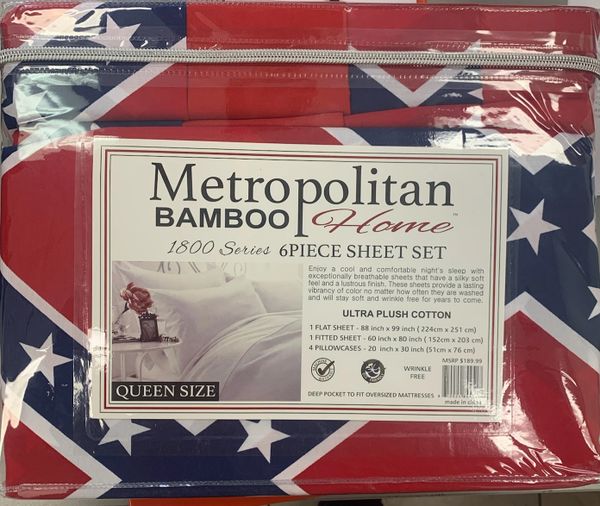 Metropolitan
BAMBOO Home ™
1800 Series 6PIECE SHEET SET
Enjoy a cool and comfortable night's sleep with
exceptionally breathable sheets that have a silky soft
feel and a lustrous finish. These sheets provide a lasting
vibrancy of color no matter how often they are washed
and will stay soft and wrinkle free for years to come.
ULTRA PLUSH COTTON
1 FLAT SHEET - 88 inch x 99 inch ( 224cm x 251 cm)
1 FITTED SHEET - 60 inch x 80 inch ( 152cm x 203 cm)
4 PILLOWCASES - 20 inch x 30 inch (51cm x 76 cm)
MSRP $189.99
WRINKLE
FREE
QUEEN SIZE
DEEP POCKET TO FIT OVERSIZED MATTRESSES
made in china